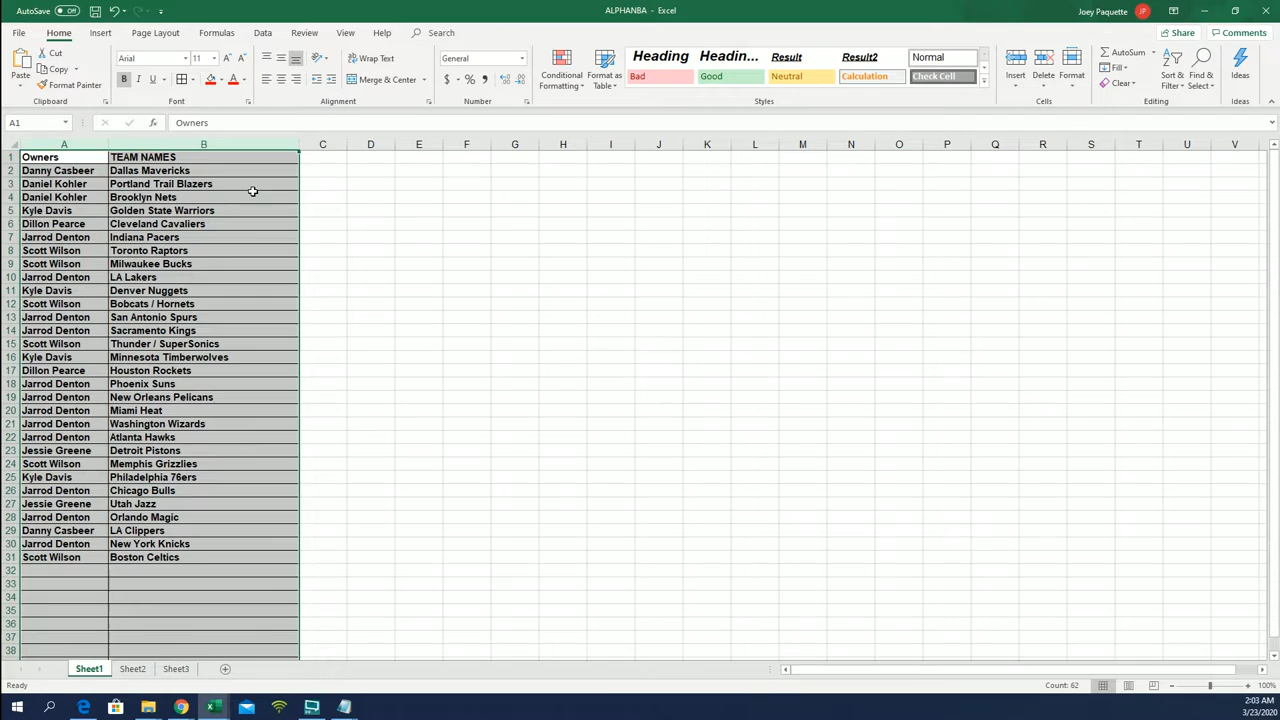 AutoSave Off
ALPHANBA - Excel
Joey Paquette JP
File Home Insert Page Layout Formulas Data Review View Help Search
Share Comments
Paste
Cut
Copy
Format Painter
Clipboard
Arial 11
B I U
Font
Wrap Text
Merge & Center
Alignment
General
$ % ,
Number
Conditional Formatting
Format as Table
Heading Headin... Result Result2 Normal
Bad Good Neutral Calculation Check Cell
Styles
Insert Delete Format
Cells
AutoSum
Fill
Clear
Sort & Filter
Find & Select
Editing
Ideas
Ideas
A1 fx Owners
A B C D E F G H I J K L M N O P Q R S T U V
1 Owners TEAM NAMES
2 Danny Casbeer Dallas Mavericks
3 Daniel Kohler Portland Trail Blazers
4 Daniel Kohler Brooklyn Nets
5 Kyle Davis Golden State Warriors
6 Dillon Pearce Cleveland Cavaliers
7 Jarrod Denton Indiana Pacers
8 Scott Wilson Toronto Raptors
9 Scott Wilson Milwaukee Bucks
10 Jarrod Denton LA Lakers
11 Kyle Davis Denver Nuggets
12 Scott Wilson Bobcats / Hornets
13 Jarrod Denton San Antonio Spurs
14 Jarrod Denton Sacramento Kings
15 Scott Wilson Thunder / SuperSonics
16 Kyle Davis Minnesota Timberwolves
17 Dillon Pearce Houston Rockets
18 Jarrod Denton Phoenix Suns
19 Jarrod Denton New Orleans Pelicans
20 Jarrod Denton Miami Heat
21 Jarrod Denton Washington Wizards
22 Jarrod Denton Atlanta Hawks
23 Jessie Greene Detroit Pistons
24 Scott Wilson Memphis Grizzlies
25 Kyle Davis Philadelphia 76ers
26 Jarrod Denton Chicago Bulls
27 Jessie Greene Utah Jazz
28 Jarrod Denton Orlando Magic
29 Danny Casbeer LA Clippers
30 Jarrod Denton New York Knicks
31 Scott Wilson Boston Celtics
32
33
34
35
36
37
38
Sheet1 Sheet2 Sheet3
Ready
Count: 62
100%
2:03 AM
3/23/2020